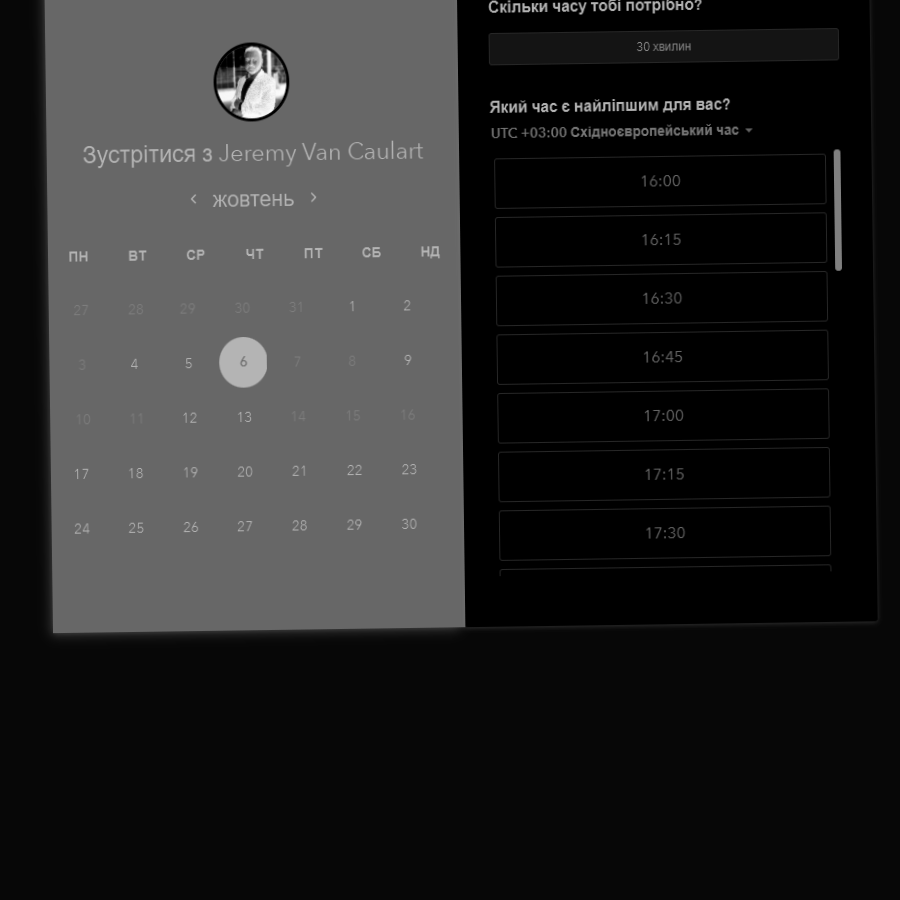 Зустрітися з Jeremy Van Caulart
жовтень
ПН ВТ СР ЧТ ПТ СБ НД
27 28 29 30 31 1 2
3 4 5 6 7 8 9
10 11 12 13 14 15 16
17 18 19 20 21 22 23
24 25 26 27 28 29 30
Скільки часу тобі потрібно?
30 хвилин
Який час є найліпшим для вас?
UTC +03:00 Східноєвропейський час
16:00
16:15
16:30
16:45
17:00
17:15
17:30